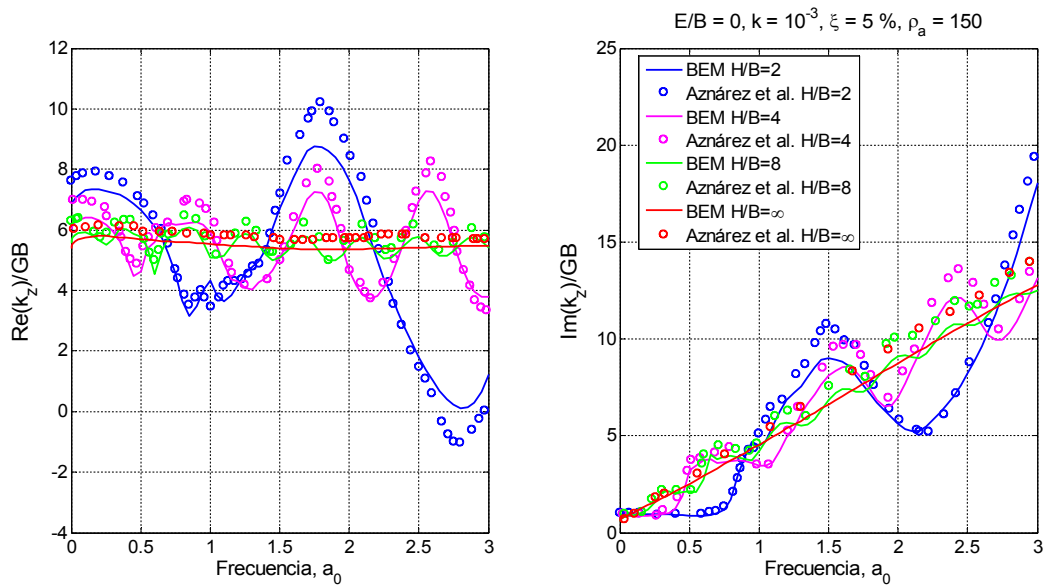 E/B = 0, k = 10⁻³, ξ = 5 %, ρₐ = 150
Re(k_z)/GB
12
10
8
6
4
2
0
-2
-4
0 0.5 1 1.5 2 2.5 3
Frecuencia, a₀
Im(k_z)/GB
25
20
15
10
5
0
BEM H/B=2
Aznárez et al. H/B=2
BEM H/B=4
Aznárez et al. H/B=4
BEM H/B=8
Aznárez et al. H/B=8
BEM H/B=∞
Aznárez et al. H/B=∞
0 0.5 1 1.5 2 2.5 3
Frecuencia, a₀